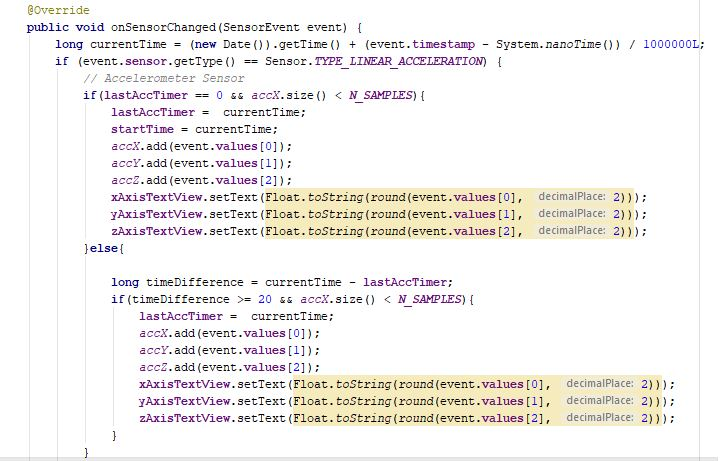 @Override
public void onSensorChanged(SensorEvent event) {
    long currentTime = (new Date()).getTime() + (event.timestamp - System.nanoTime()) / 1000000L;
    if (event.sensor.getType() == Sensor.TYPE_LINEAR_ACCELERATION) {
        // Accelerometer Sensor
        if(lastAccTimer == 0 && accX.size() < N_SAMPLES){
            lastAccTimer =  currentTime;
            startTime = currentTime;
            accX.add(event.values[0]);
            accY.add(event.values[1]);
            accZ.add(event.values[2]);
            xAxisTextView.setText(Float.toString(round(event.values[0], decimalPlace: 2)));
            yAxisTextView.setText(Float.toString(round(event.values[1], decimalPlace: 2)));
            zAxisTextView.setText(Float.toString(round(event.values[2], decimalPlace: 2)));
        }else{
            long timeDifference = currentTime - lastAccTimer;
            if(timeDifference >= 20 && accX.size() < N_SAMPLES){
                lastAccTimer =  currentTime;
                accX.add(event.values[0]);
                accY.add(event.values[1]);
                accZ.add(event.values[2]);
                xAxisTextView.setText(Float.toString(round(event.values[0], decimalPlace: 2)));
                yAxisTextView.setText(Float.toString(round(event.values[1], decimalPlace: 2)));
                zAxisTextView.setText(Float.toString(round(event.values[2], decimalPlace: 2)));
            }
        }